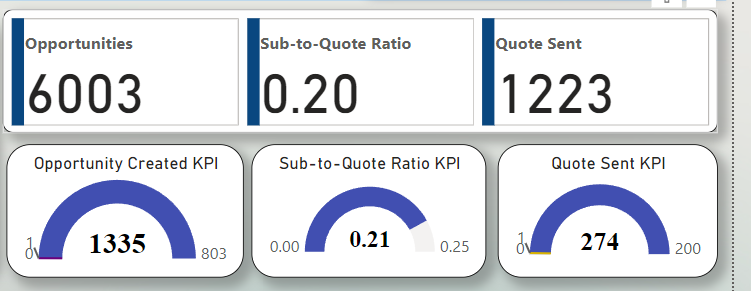 Opportunities
6003
Sub-to-Quote Ratio
0.20
Quote Sent
1223
Opportunity Created KPI
1
0
1335
803
Sub-to-Quote Ratio KPI
0.00
0.21
0.25
Quote Sent KPI
1
0
274
200